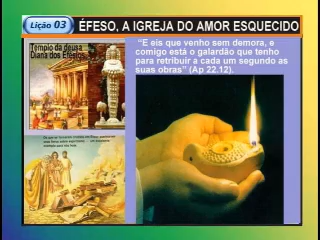 Lição 03
ÉFESO, A IGREJA DO AMOR ESQUECIDO
Templo da deusa
Diana dos Efésios
"E eis que venho sem demora, e
comigo está o galardão que tenho
para retribuir a cada um segundo as
suas obras" (Ap 22.12).